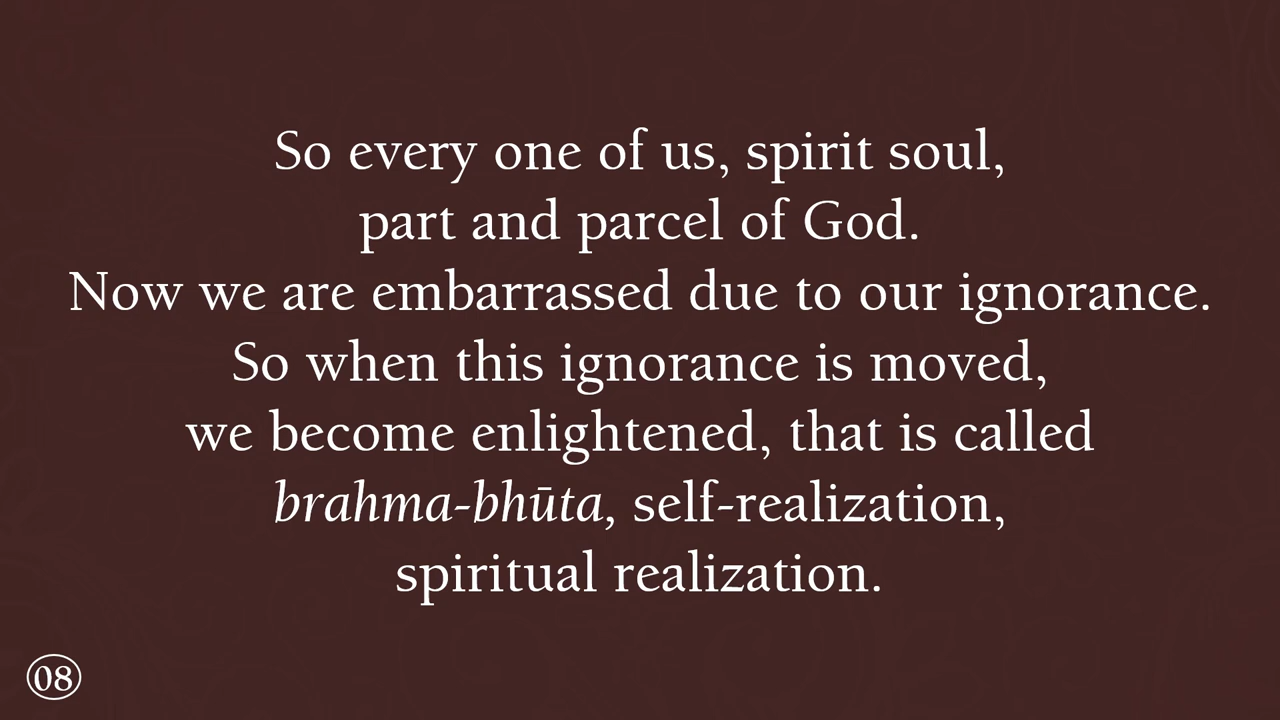 So every one of us, spirit soul,
part and parcel of God.
Now we are embarrassed due to our ignorance.
So when this ignorance is moved,
we become enlightened, that is called
brahma-bhūta, self-realization,
spiritual realization.
08